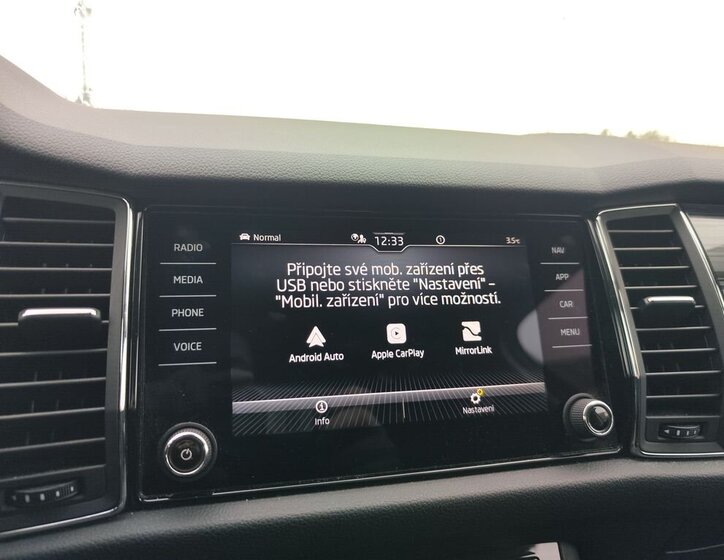 Normal
12:33
3.5°C
RADIO
MEDIA
PHONE
VOICE
Připojte své mob. zařízení přes
USB nebo stiskněte "Nastavení" –
"Mobil. zařízení" pro více možností.
Android Auto
Apple CarPlay
MirrorLink
Info
Nastavení
NAV
APP
CAR
MENU